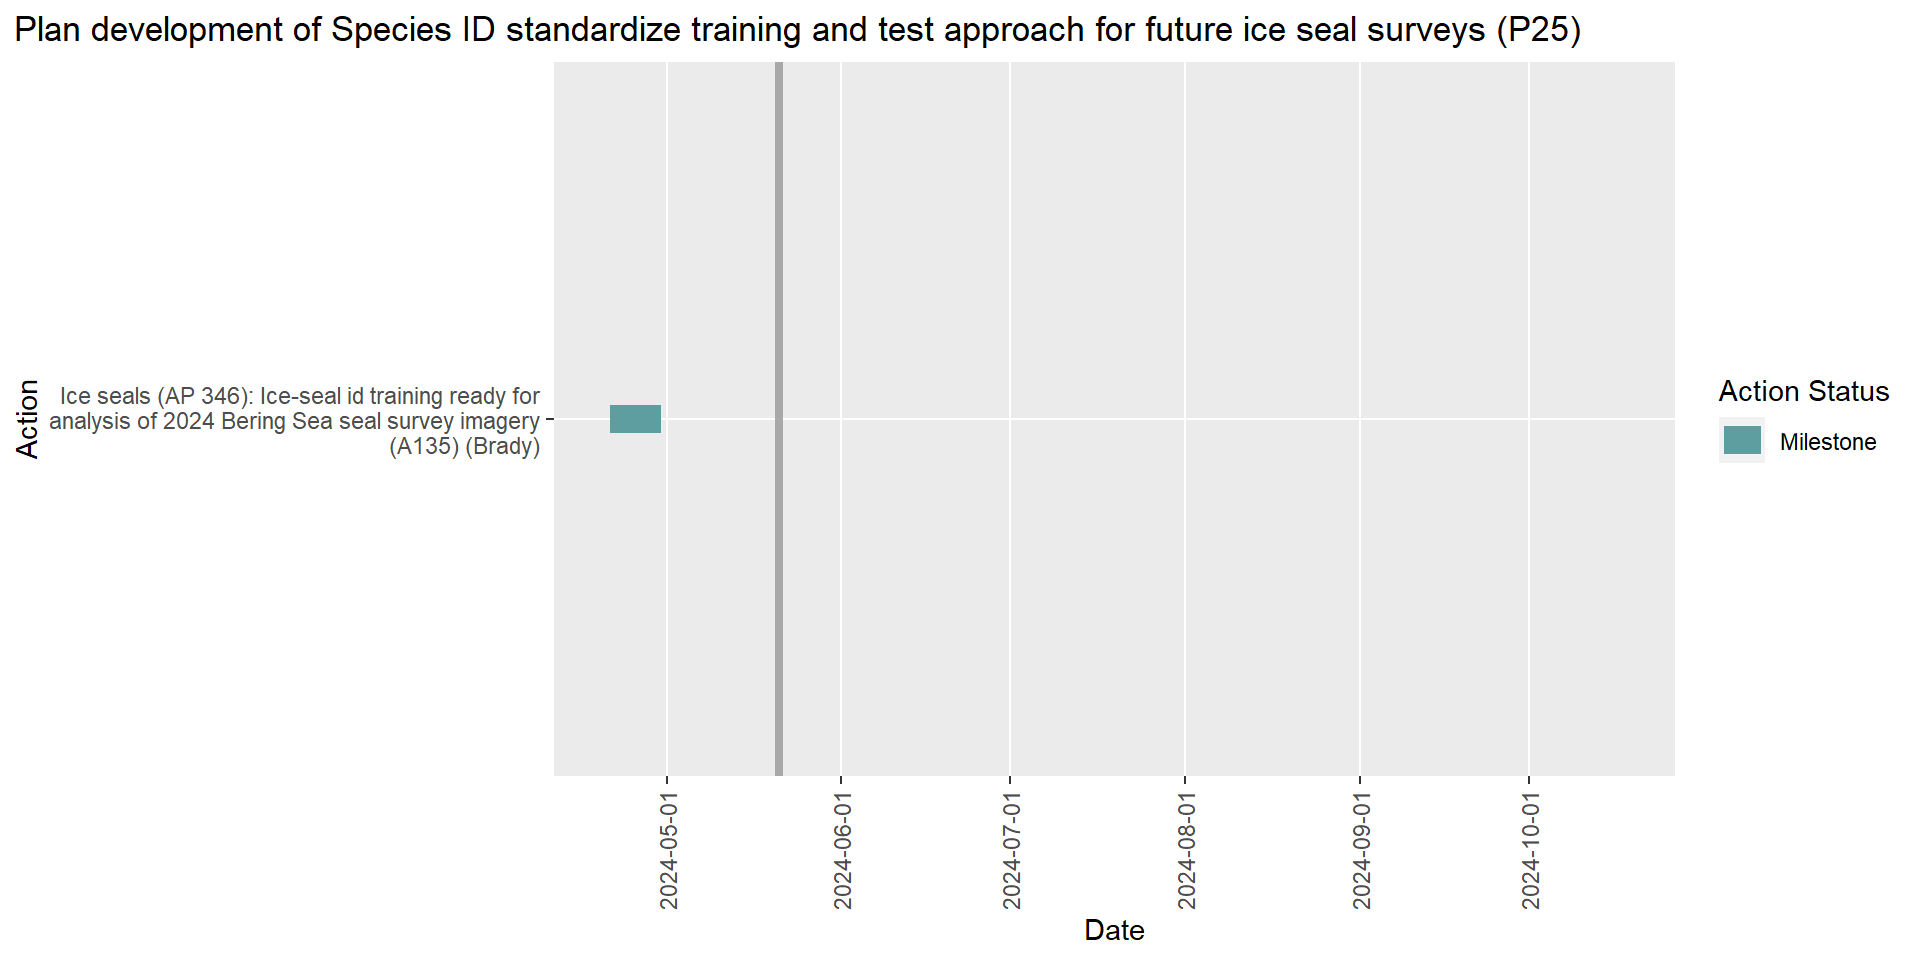 Plan development of Species ID standardize training and test approach for future ice seal surveys (P25)
Action
Ice seals (AP 346): Ice-seal id training ready for
analysis of 2024 Bering Sea seal survey imagery
(A135) (Brady)
Action Status
Milestone
2024-05-01
2024-06-01
2024-07-01
2024-08-01
2024-09-01
2024-10-01
Date